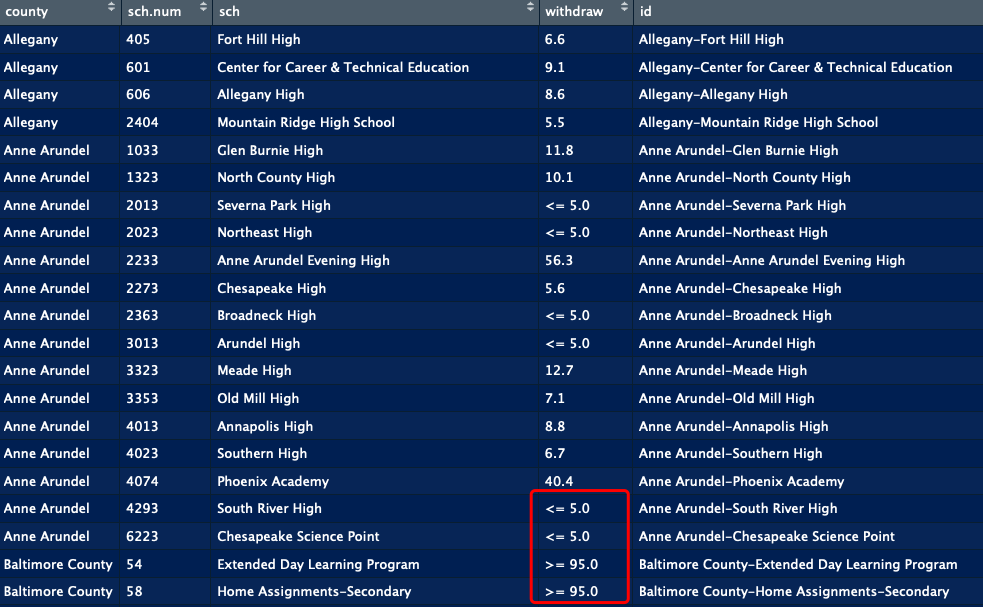 county sch.num sch withdraw id
Allegany 405 Fort Hill High 6.6 Allegany-Fort Hill High
Allegany 601 Center for Career & Technical Education 9.1 Allegany-Center for Career & Technical Education
Allegany 606 Allegany High 8.6 Allegany-Allegany High
Allegany 2404 Mountain Ridge High School 5.5 Allegany-Mountain Ridge High School
Anne Arundel 1033 Glen Burnie High 11.8 Anne Arundel-Glen Burnie High
Anne Arundel 1323 North County High 10.1 Anne Arundel-North County High
Anne Arundel 2013 Severna Park High <= 5.0 Anne Arundel-Severna Park High
Anne Arundel 2023 Northeast High <= 5.0 Anne Arundel-Northeast High
Anne Arundel 2233 Anne Arundel Evening High 56.3 Anne Arundel-Anne Arundel Evening High
Anne Arundel 2273 Chesapeake High 5.6 Anne Arundel-Chesapeake High
Anne Arundel 2363 Broadneck High <= 5.0 Anne Arundel-Broadneck High
Anne Arundel 3013 Arundel High <= 5.0 Anne Arundel-Arundel High
Anne Arundel 3323 Meade High 12.7 Anne Arundel-Meade High
Anne Arundel 3353 Old Mill High 7.1 Anne Arundel-Old Mill High
Anne Arundel 4013 Annapolis High 8.8 Anne Arundel-Annapolis High
Anne Arundel 4023 Southern High 6.7 Anne Arundel-Southern High
Anne Arundel 4074 Phoenix Academy 40.4 Anne Arundel-Phoenix Academy
Anne Arundel 4293 South River High <= 5.0 Anne Arundel-South River High
Anne Arundel 6223 Chesapeake Science Point <= 5.0 Anne Arundel-Chesapeake Science Point
Baltimore County 54 Extended Day Learning Program >= 95.0 Baltimore County-Extended Day Learning Program
Baltimore County 58 Home Assignments-Secondary >= 95.0 Baltimore County-Home Assignments-Secondary